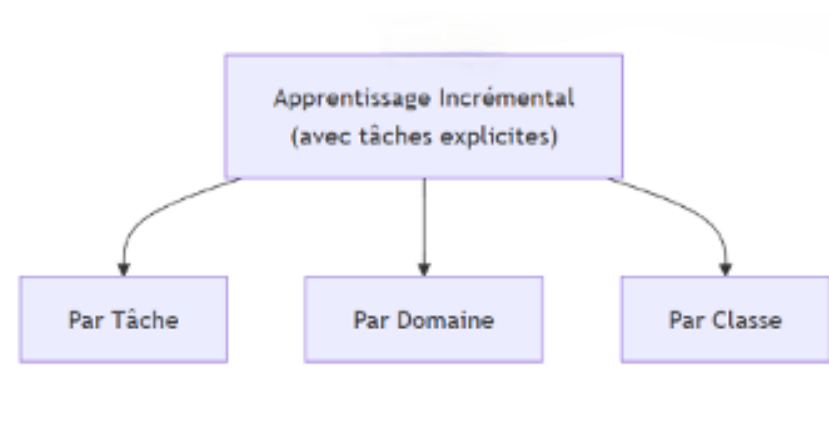 Apprentissage Incrémental
(avec tâches explicites)
Par Tâche
Par Domaine
Par Classe